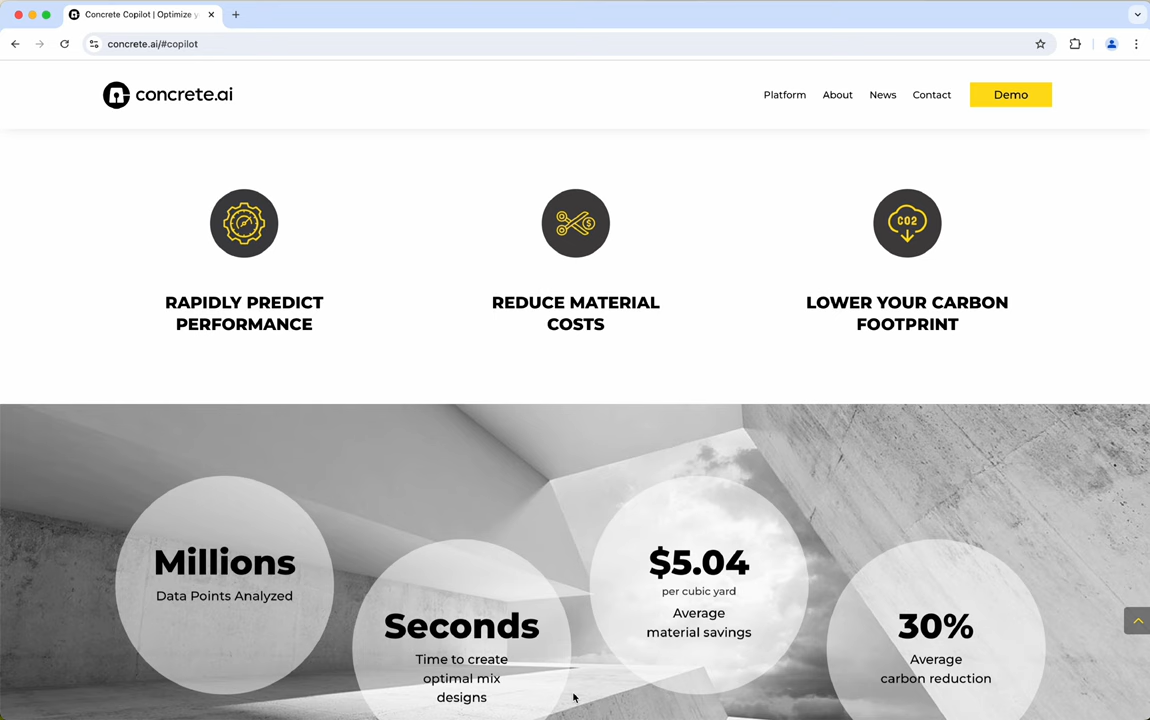 Concrete Copilot | Optimize y
concrete.ai/#copilot
concrete.ai
Platform
About
News
Contact
Demo
CO2
RAPIDLY PREDICT
PERFORMANCE
REDUCE MATERIAL
COSTS
LOWER YOUR CARBON
FOOTPRINT
Millions
Data Points Analyzed
Seconds
Time to create
optimal mix
designs
$5.04
per cubic yard
Average
material savings
30%
Average
carbon reduction